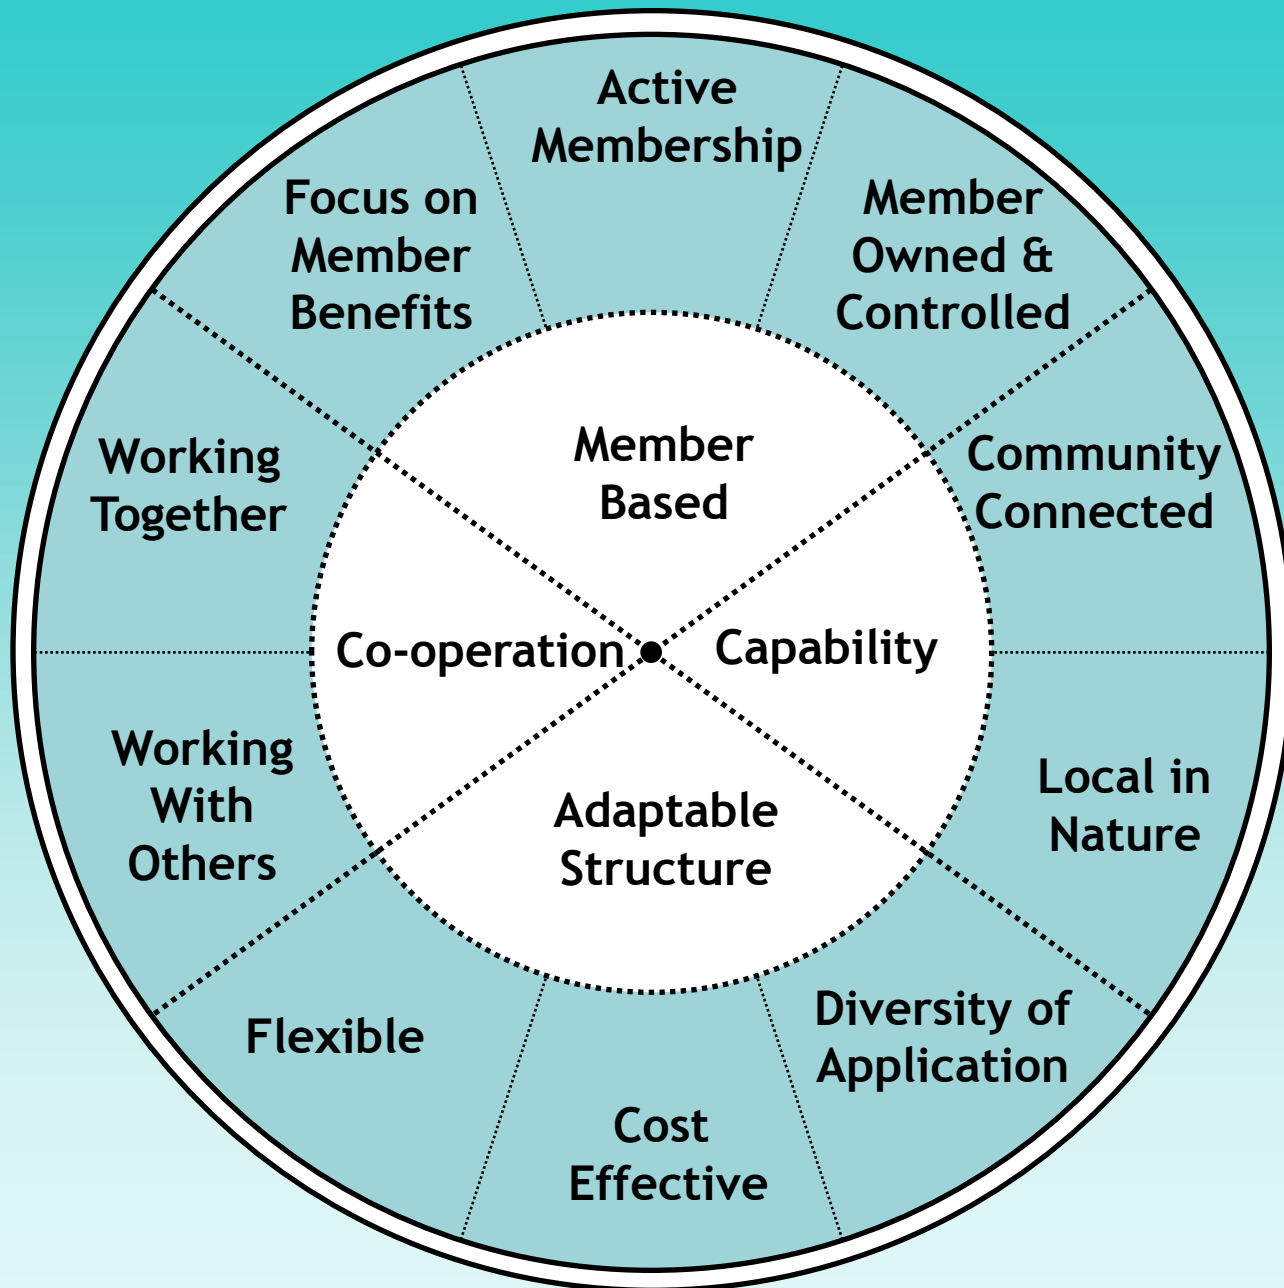 Active
Membership
Focus on
Member
Benefits
Member
Owned &
Controlled
Working
Together
Member
Based
Community
Connected
Co-operation
Capability
Working
With
Others
Adaptable
Structure
Local in
Nature
Flexible
Diversity of
Application
Cost
Effective